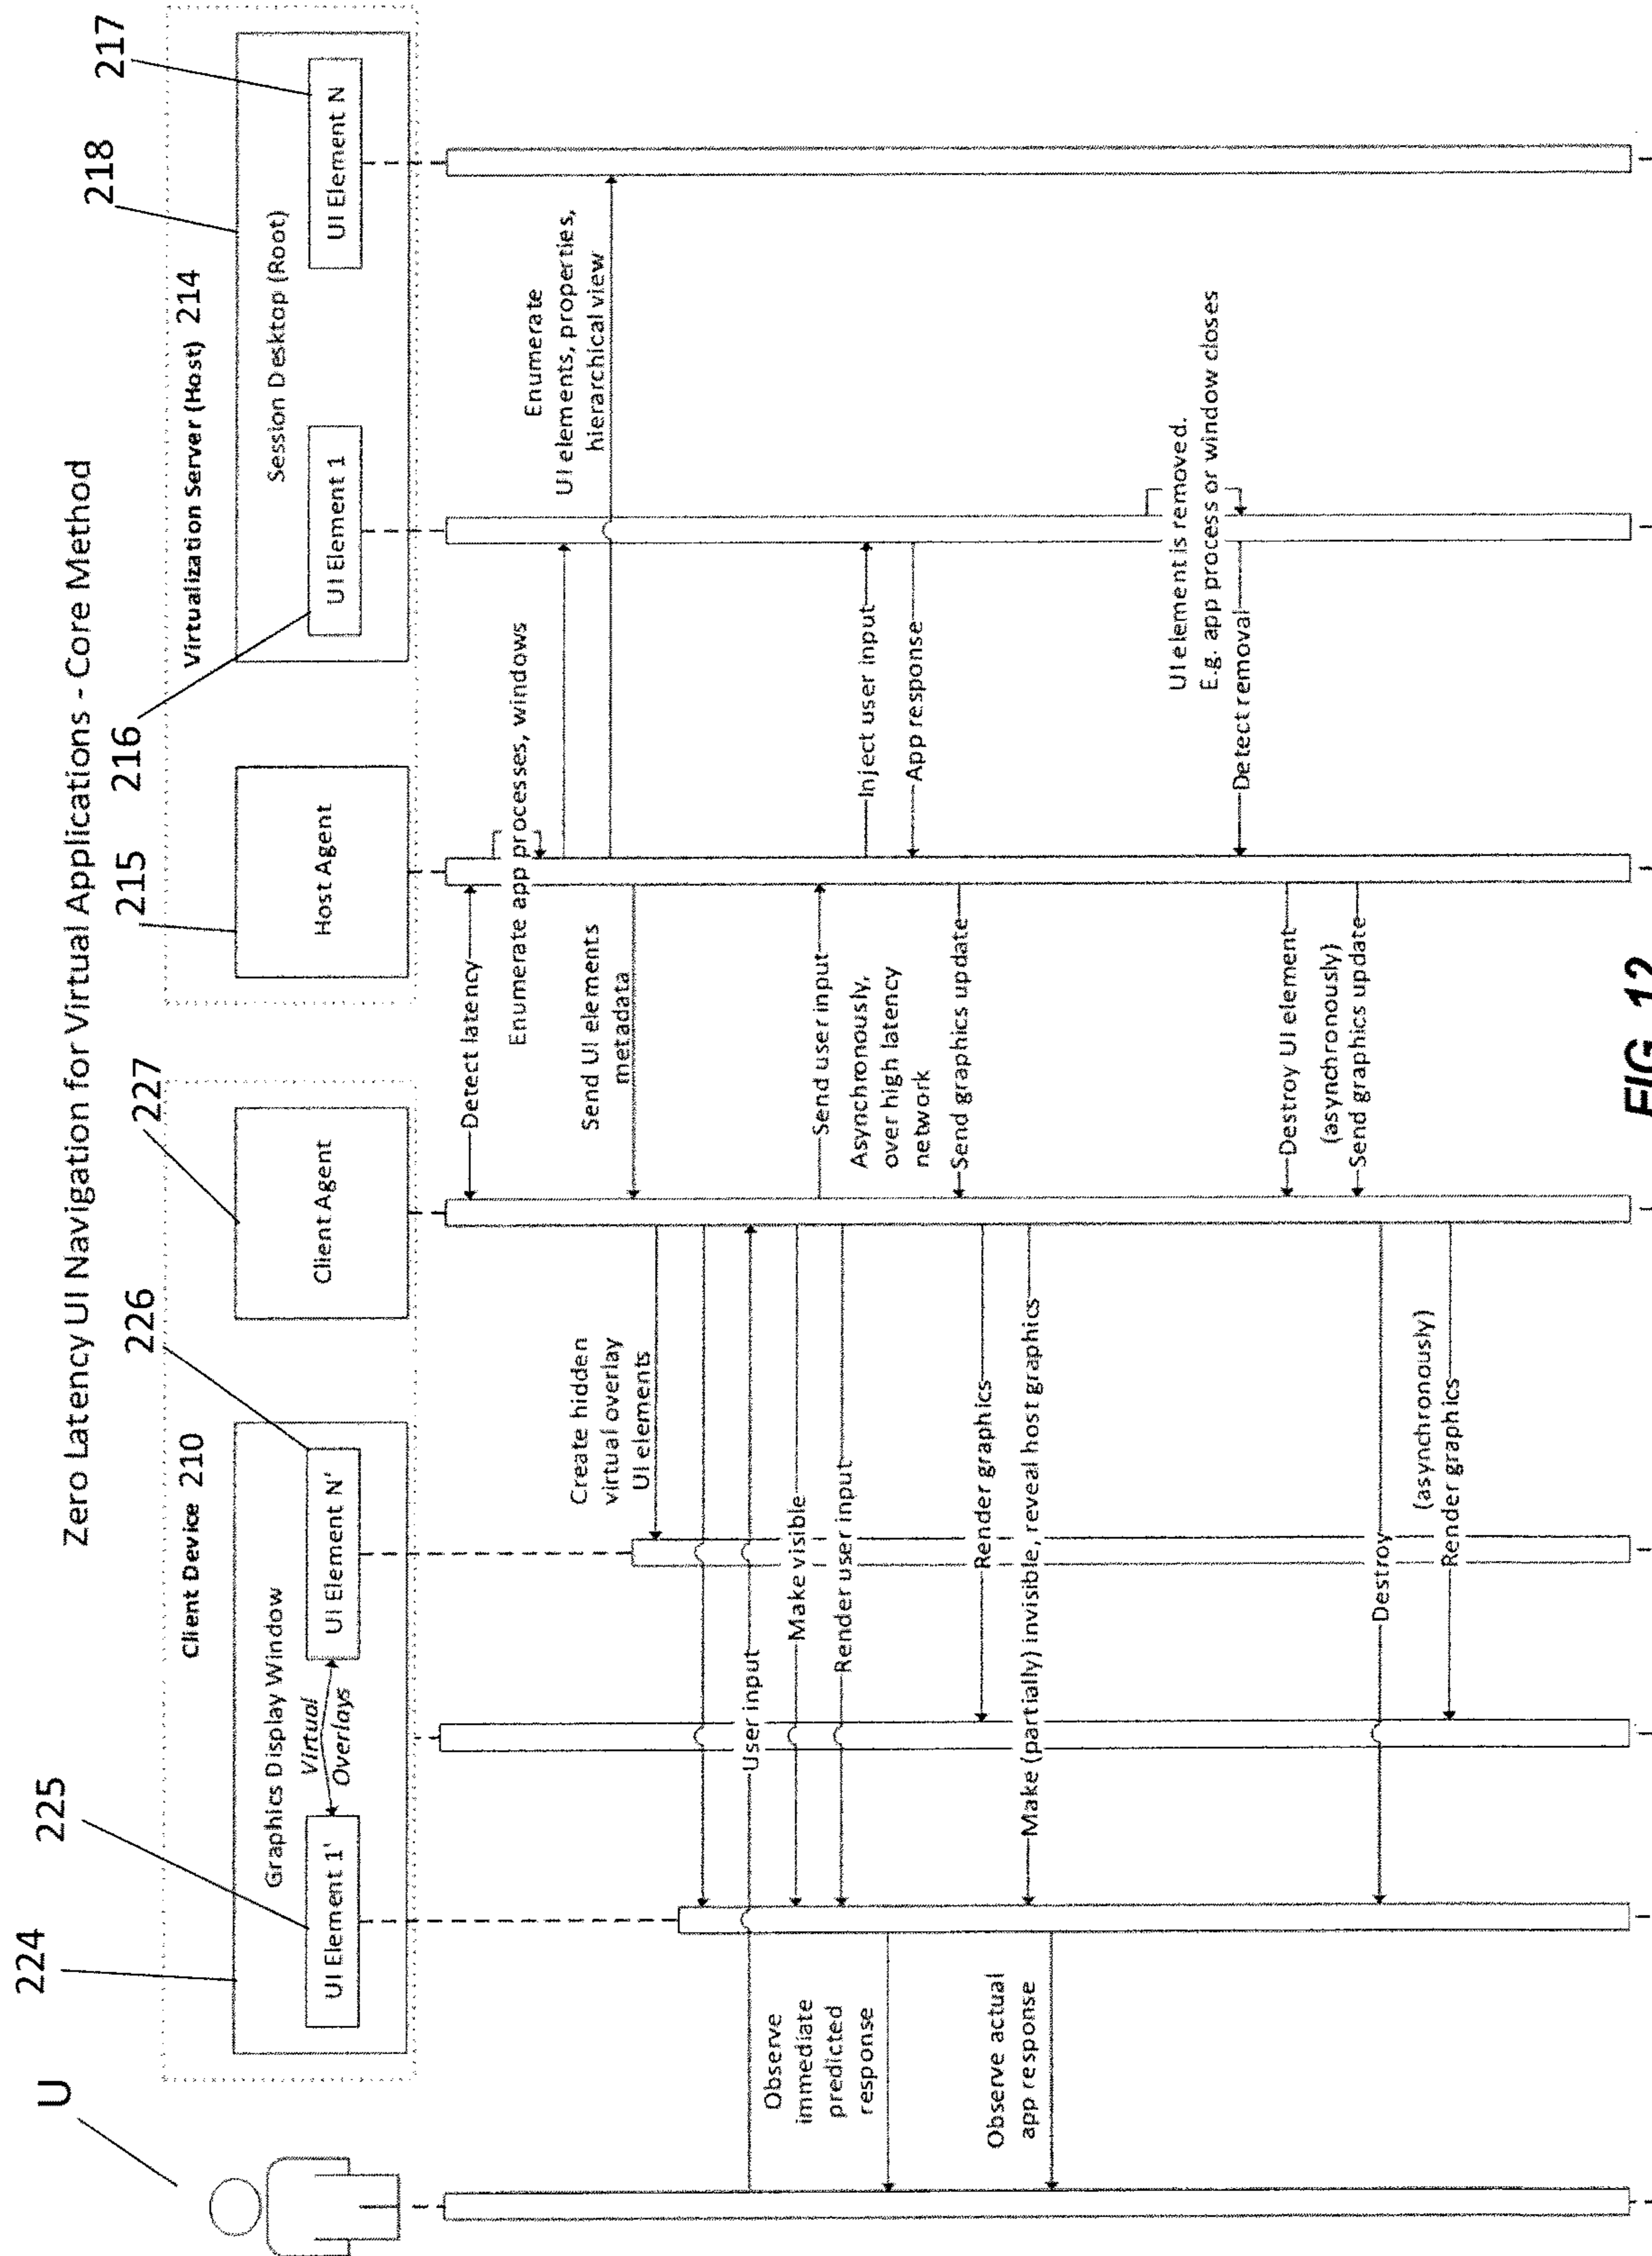 Zero Latency UI Navigation for Virtual Applications - Core Method
U
224
225
226
227
215
216
218
217
Client Device 210
Virtualization Server (Host) 214
Graphics Display Window
Session Desktop (Root)
UI Element 1'
Virtual
Overlays
UI Element N'
Client Agent
Host Agent
UI Element 1
UI Element N
Detect latency
Enumerate app processes, windows
Enumerate
UI elements, properties,
hierarchical view
Send UI elements
metadata
Create hidden
virtual overlay
UI elements
User input
Make visible
Send user input
Render user input
Asynchronously,
over high latency
network
Inject user input
Observe
immediate
predicted
response
App response
Send graphics update
Render graphics
Make (partially) invisible, reveal host graphics
Observe actual
app response
UI element is removed.
E.g. app process or window closes
Detect removal
Destroy UI element
(asynchronously)
Send graphics update
Destroy
(asynchronously)
Render graphics
FIG. 12